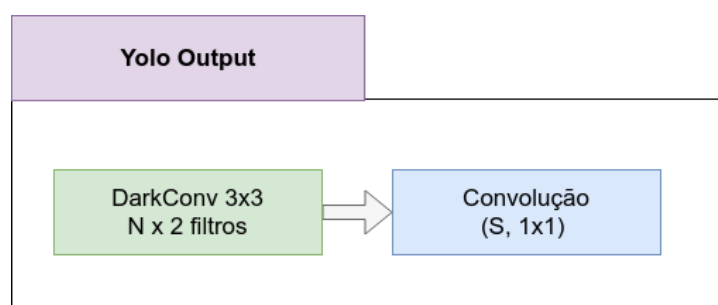 Yolo Output
DarkConv 3x3
N x 2 filtros
Convolução
(S, 1x1)